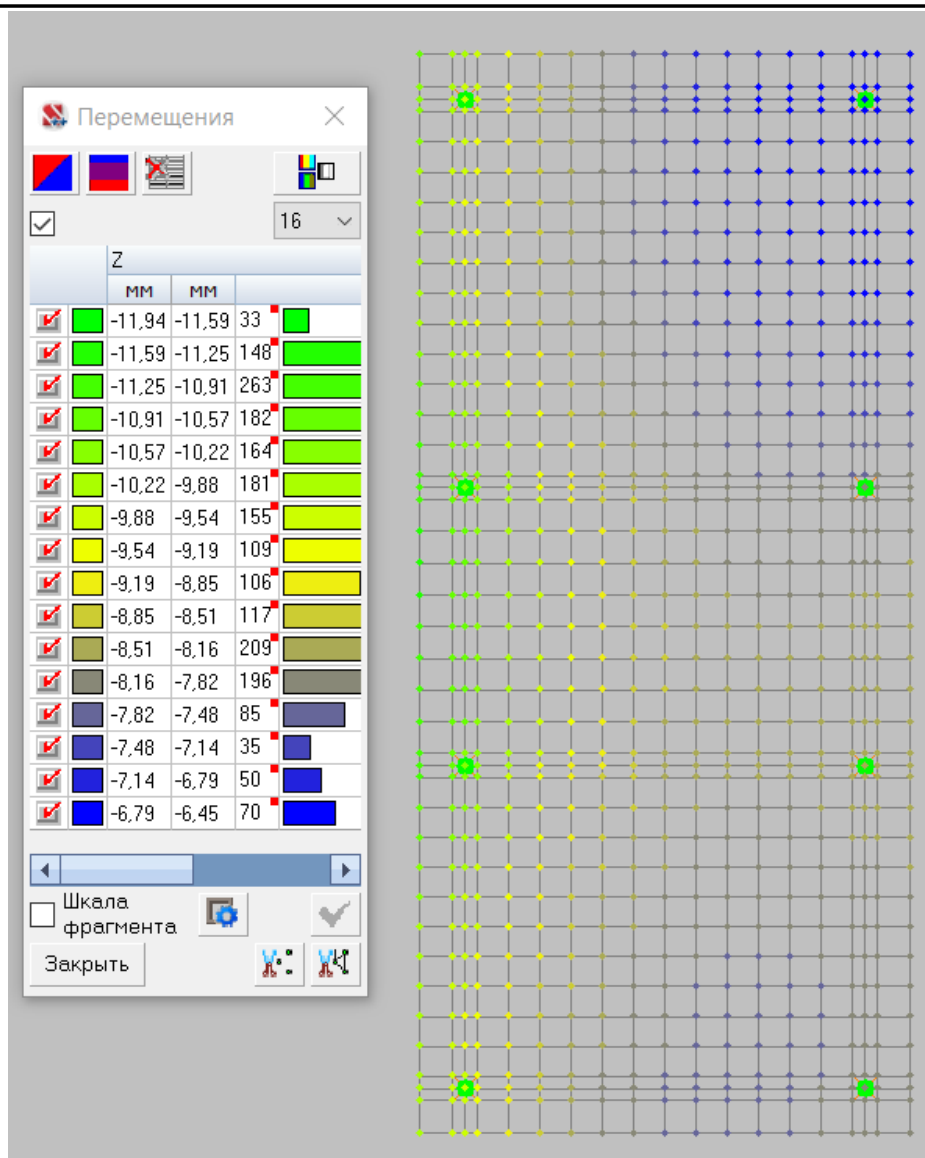 Перемещения
16
Z
мм мм
-11,94 -11,59 33
-11,59 -11,25 148
-11,25 -10,91 263
-10,91 -10,57 182
-10,57 -10,22 164
-10,22 -9,88 181
-9,88 -9,54 155
-9,54 -9,19 109
-9,19 -8,85 106
-8,85 -8,51 117
-8,51 -8,16 209
-8,16 -7,82 196
-7,82 -7,48 85
-7,48 -7,14 35
-7,14 -6,79 50
-6,79 -6,45 70
Шкала
фрагмента
Закрыть